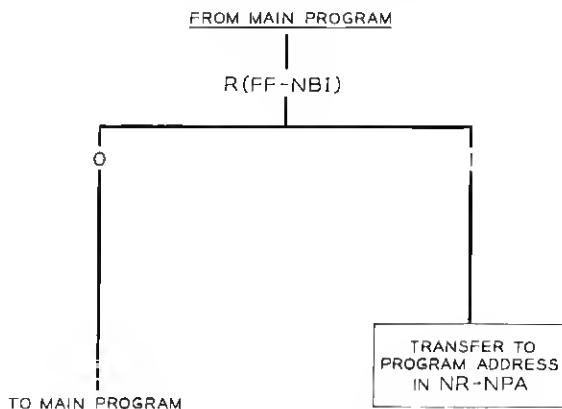 FROM MAIN PROGRAM
R(FF-NBI)
0
1
TRANSFER TO
PROGRAM ADDRESS
IN NR-NPA
TO MAIN PROGRAM